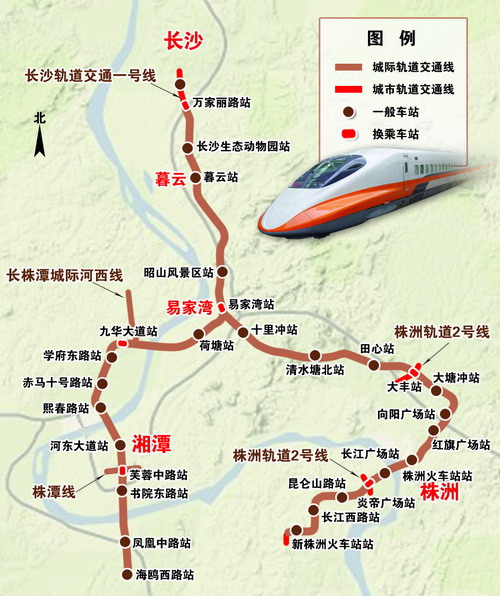 图 例
城际轨道交通线
城市轨道交通线
一般车站
换乘车站
北
长沙
长沙轨道交通一号线
万家丽路站
长沙生态动物园站
暮云
暮云站
昭山风景区站
长株潭城际河西线
易家湾
易家湾站
九华大道站
荷塘站
十里冲站
学府东路站
赤马十号路站
熙春路站
河东大道站
湘潭
芙蓉中路站
株潭线
书院东路站
凤凰中路站
海鸥西路站
清水塘北站
田心站
株洲轨道2号线
大丰站
大塘冲站
向阳广场站
红旗广场站
株洲火车站站
株洲
长江广场站
株洲轨道2号线
炎帝广场站
昆仑山路站
长江西路站
新株洲火车站站